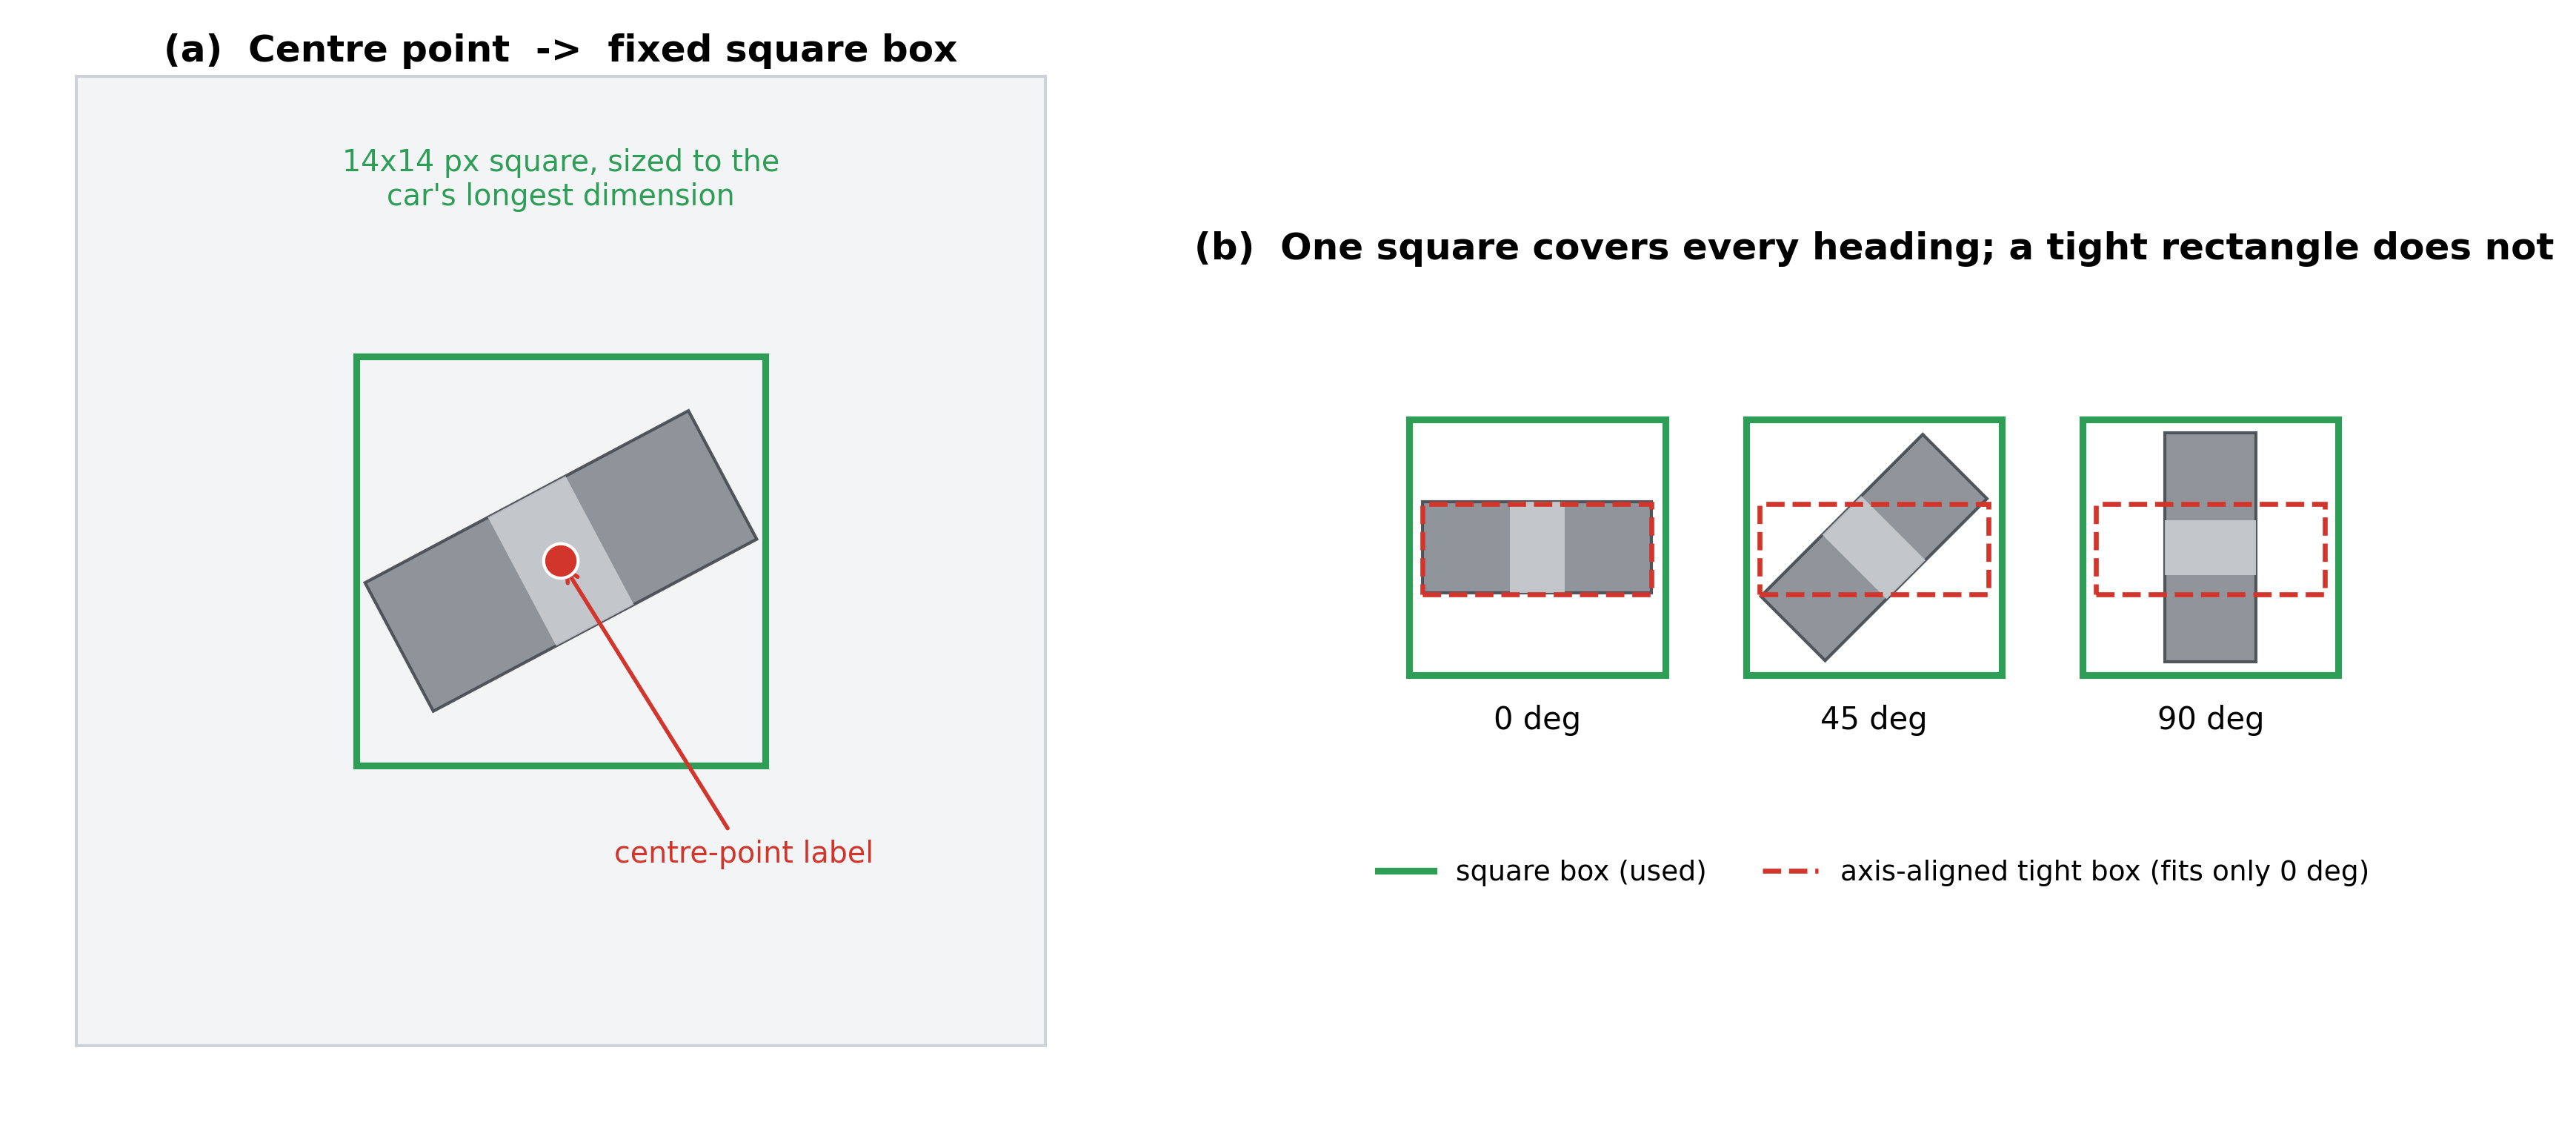 (a) Centre point -> fixed square box
14x14 px square, sized to the
car's longest dimension
centre-point label
(b) One square covers every heading; a tight rectangle does not
0 deg
45 deg
90 deg
square box (used)
axis-aligned tight box (fits only 0 deg)